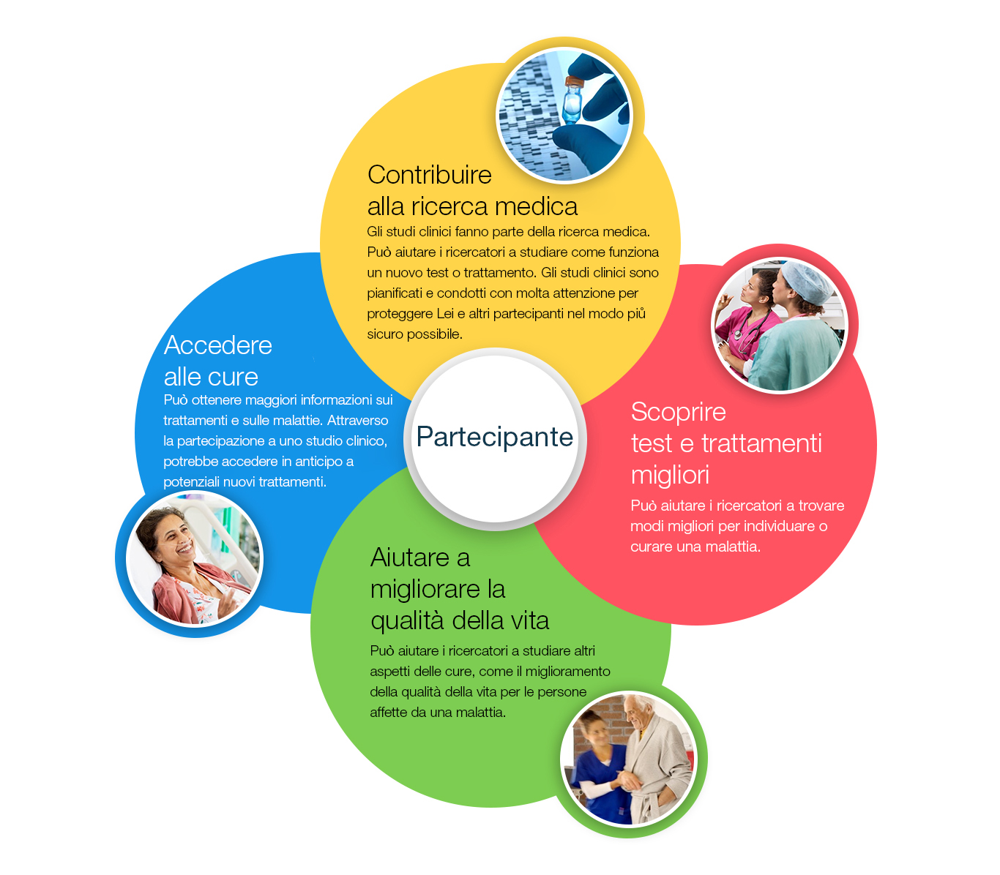 Contribuire
alla ricerca medica
Gli studi clinici fanno parte della ricerca medica.
Può aiutare i ricercatori a studiare come funziona
un nuovo test o trattamento. Gli studi clinici sono
pianificati e condotti con molta attenzione per
proteggere Lei e altri partecipanti nel modo più
sicuro possibile.
Accedere
alle cure
Può ottenere maggiori informazioni sui
trattamenti e sulle malattie. Attraverso
la partecipazione a uno studio clinico,
potrebbe accedere in anticipo a
potenziali nuovi trattamenti.
Partecipante
Scoprire
test e trattamenti
migliori
Può aiutare i ricercatori a trovare
modi migliori per individuare o
curare una malattia.
Aiutare a
migliorare la
qualità della vita
Può aiutare i ricercatori a studiare altri
aspetti delle cure, come il miglioramento
della qualità della vita per le persone
affette da una malattia.